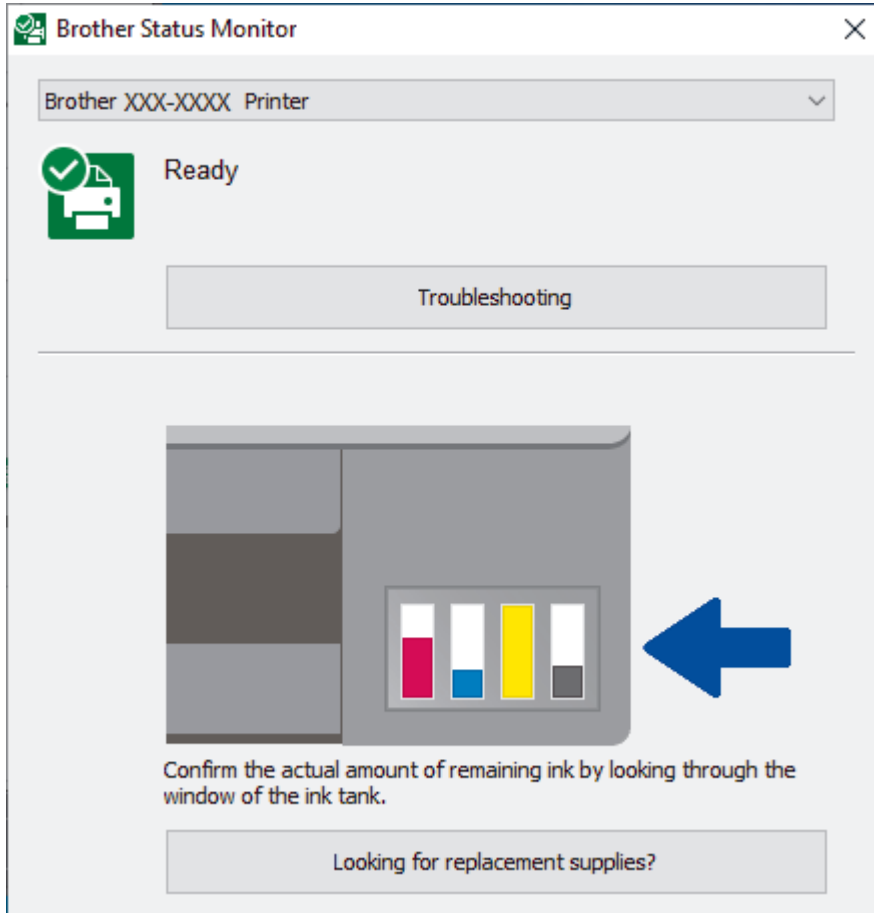 Brother Status Monitor
Brother XXX-XXXX Printer
Ready
Troubleshooting
Confirm the actual amount of remaining ink by looking through the
window of the ink tank.
Looking for replacement supplies?